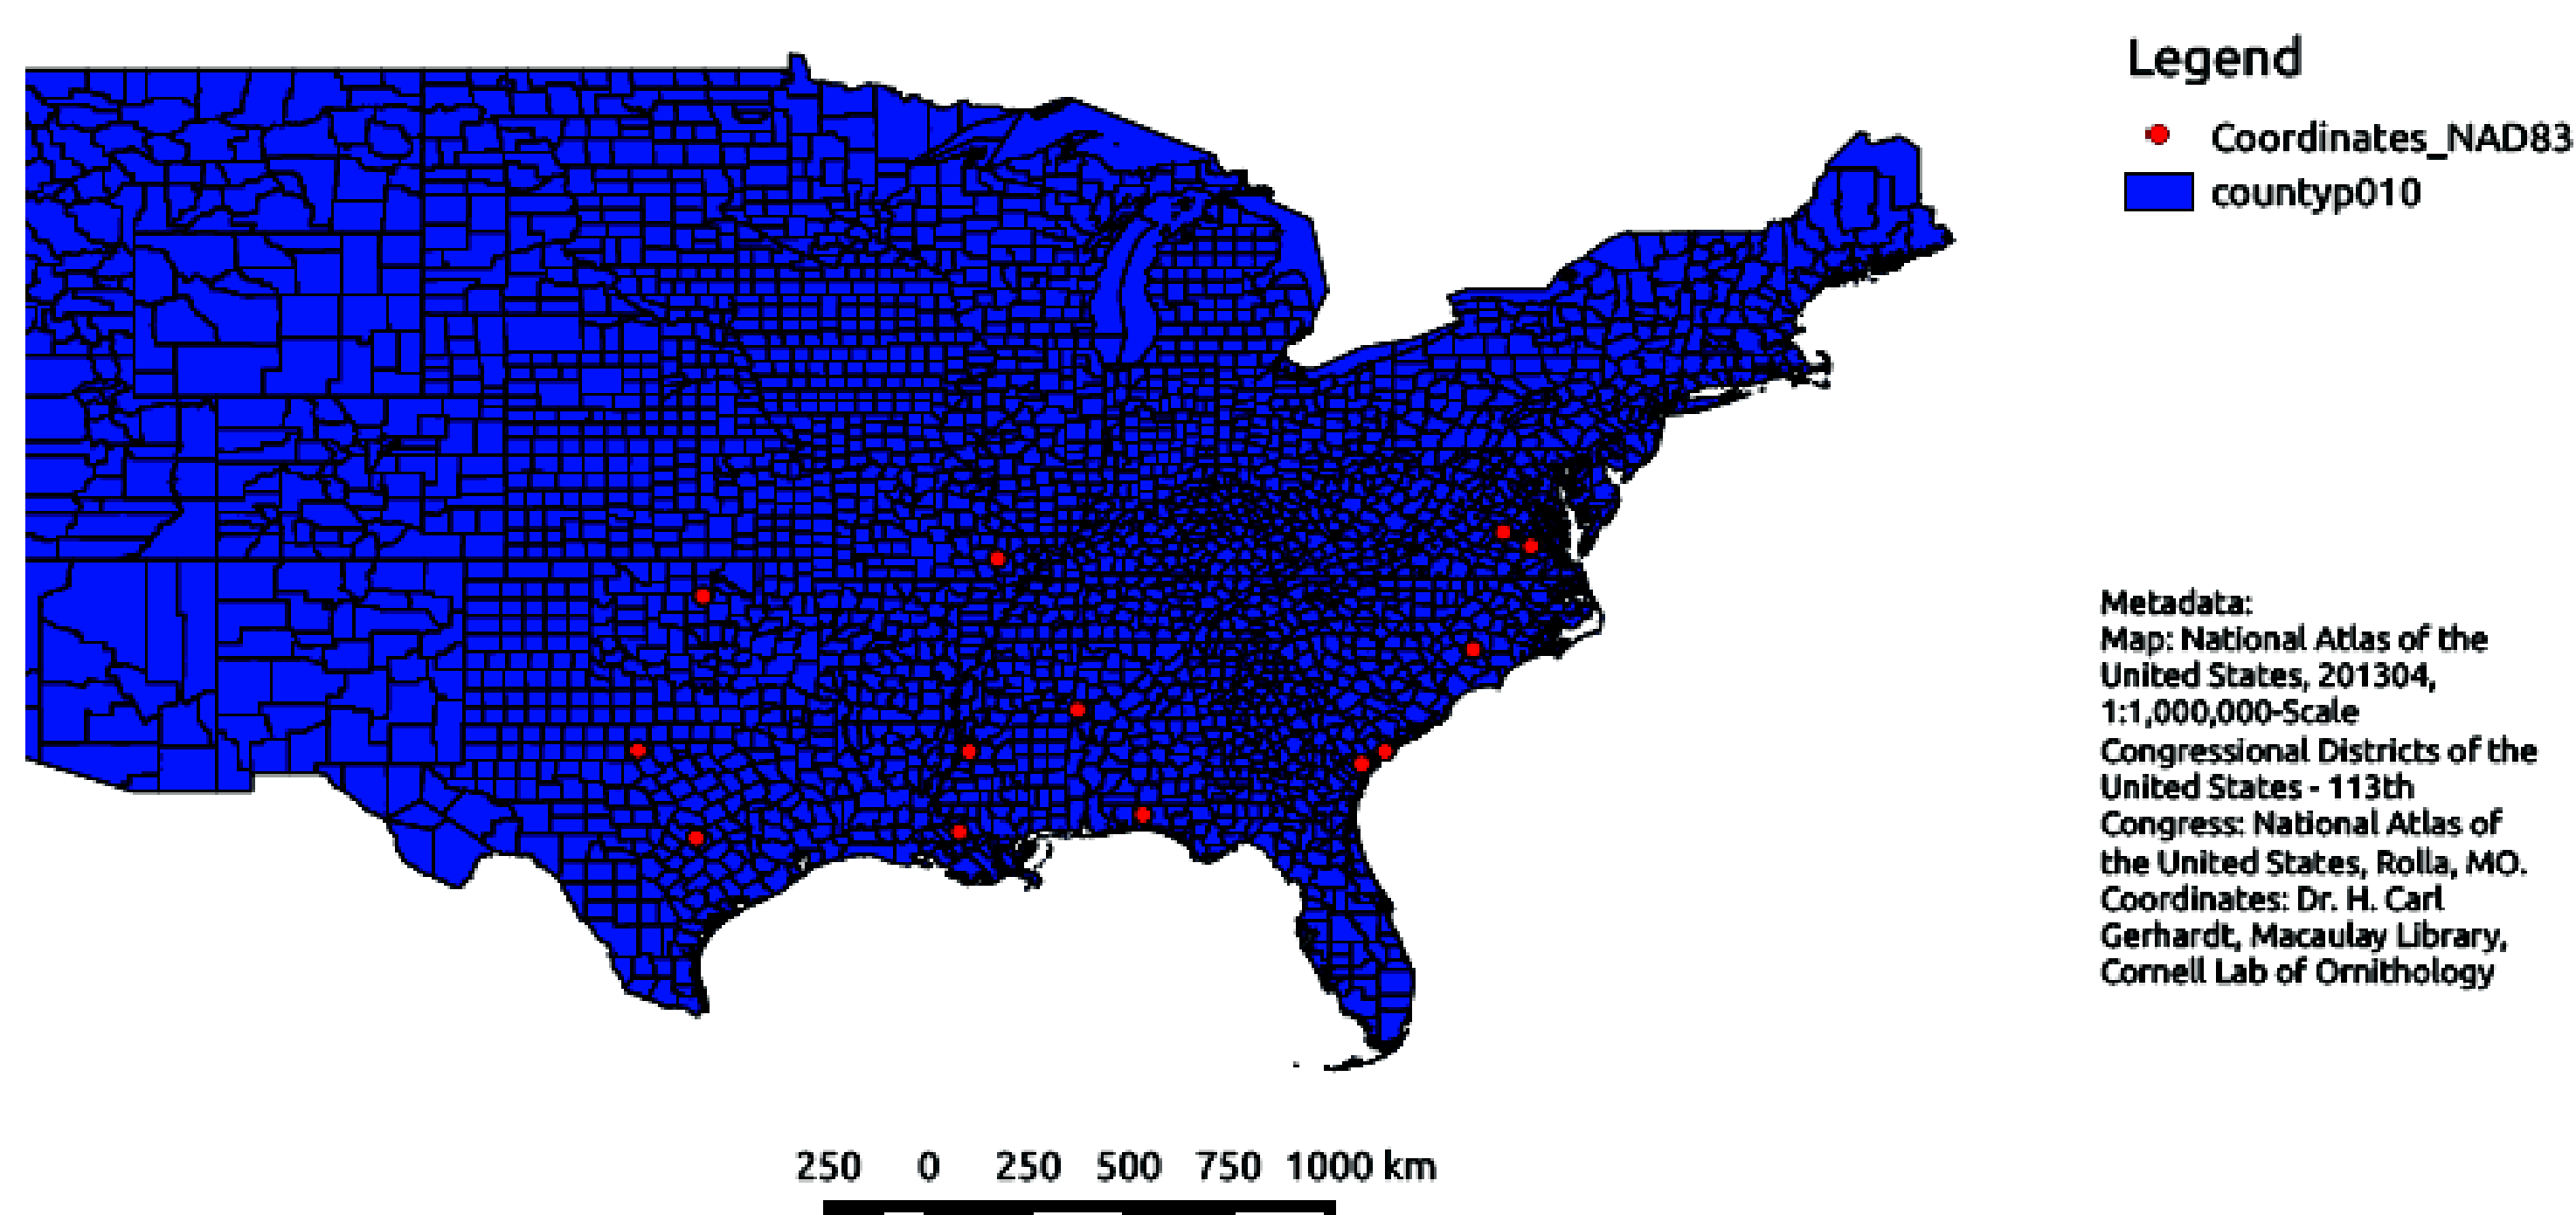 Legend
Coordinates_NAD83
countyp010
Metadata:
Map: National Atlas of the
United States, 201304,
1:1,000,000-Scale
Congressional Districts of the
United States - 113th
Congress: National Atlas of
the United States, Rolla, MO.
Coordinates: Dr. H. Carl
Gerhardt, Macaulay Library,
Cornell Lab of Ornithology
250 0 250 500 750 1000 km